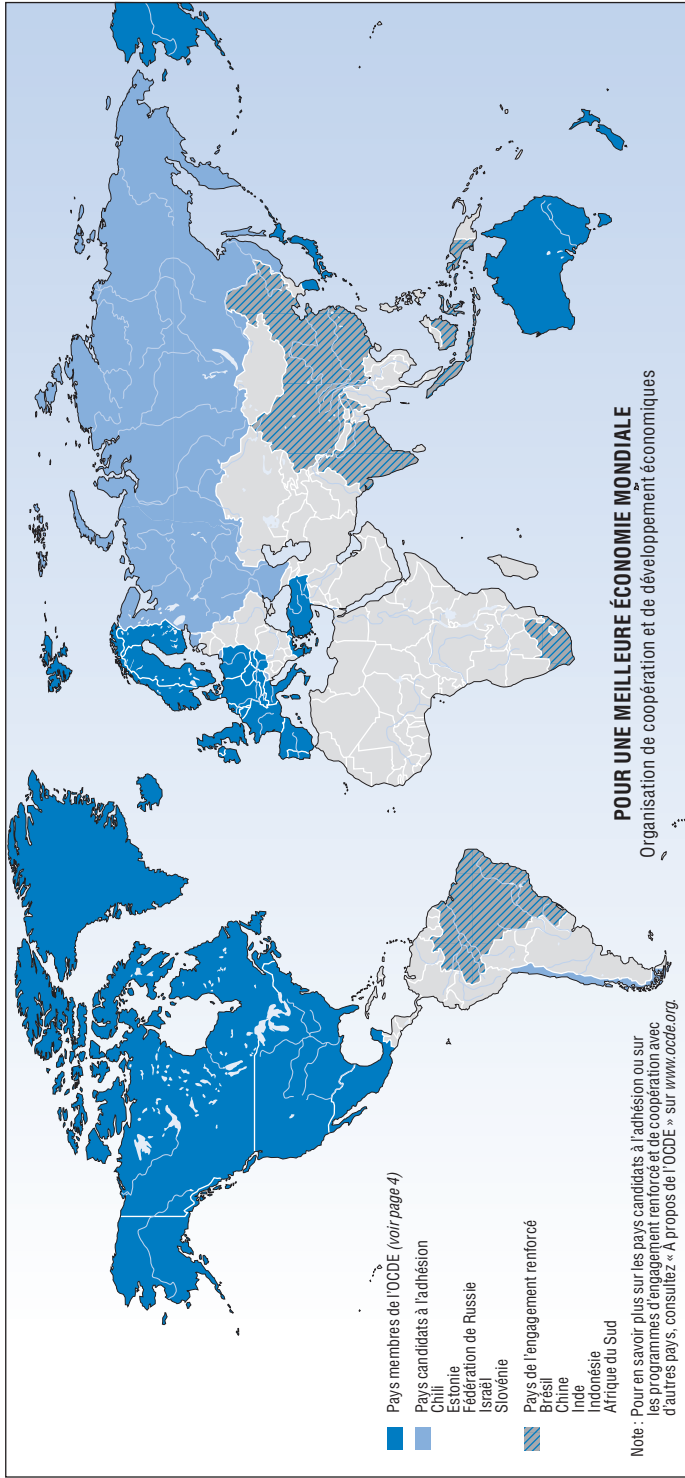 POUR UNE MEILLEURE ÉCONOMIE MONDIALE
Organisation de coopération et de développement économiques
Pays membres de l'OCDE (voir page 4)
Pays candidats à l'adhésion
Chili
Estonie
Fédération de Russie
Israël
Slovénie
Pays de l'engagement renforcé
Brésil
Chine
Inde
Indonésie
Afrique du Sud
Note : Pour en savoir plus sur les pays candidats à l'adhésion ou sur
les programmes d'engagement renforcé et de coopération avec
d'autres pays, consultez « À propos de l'OCDE » sur www.ocde.org.